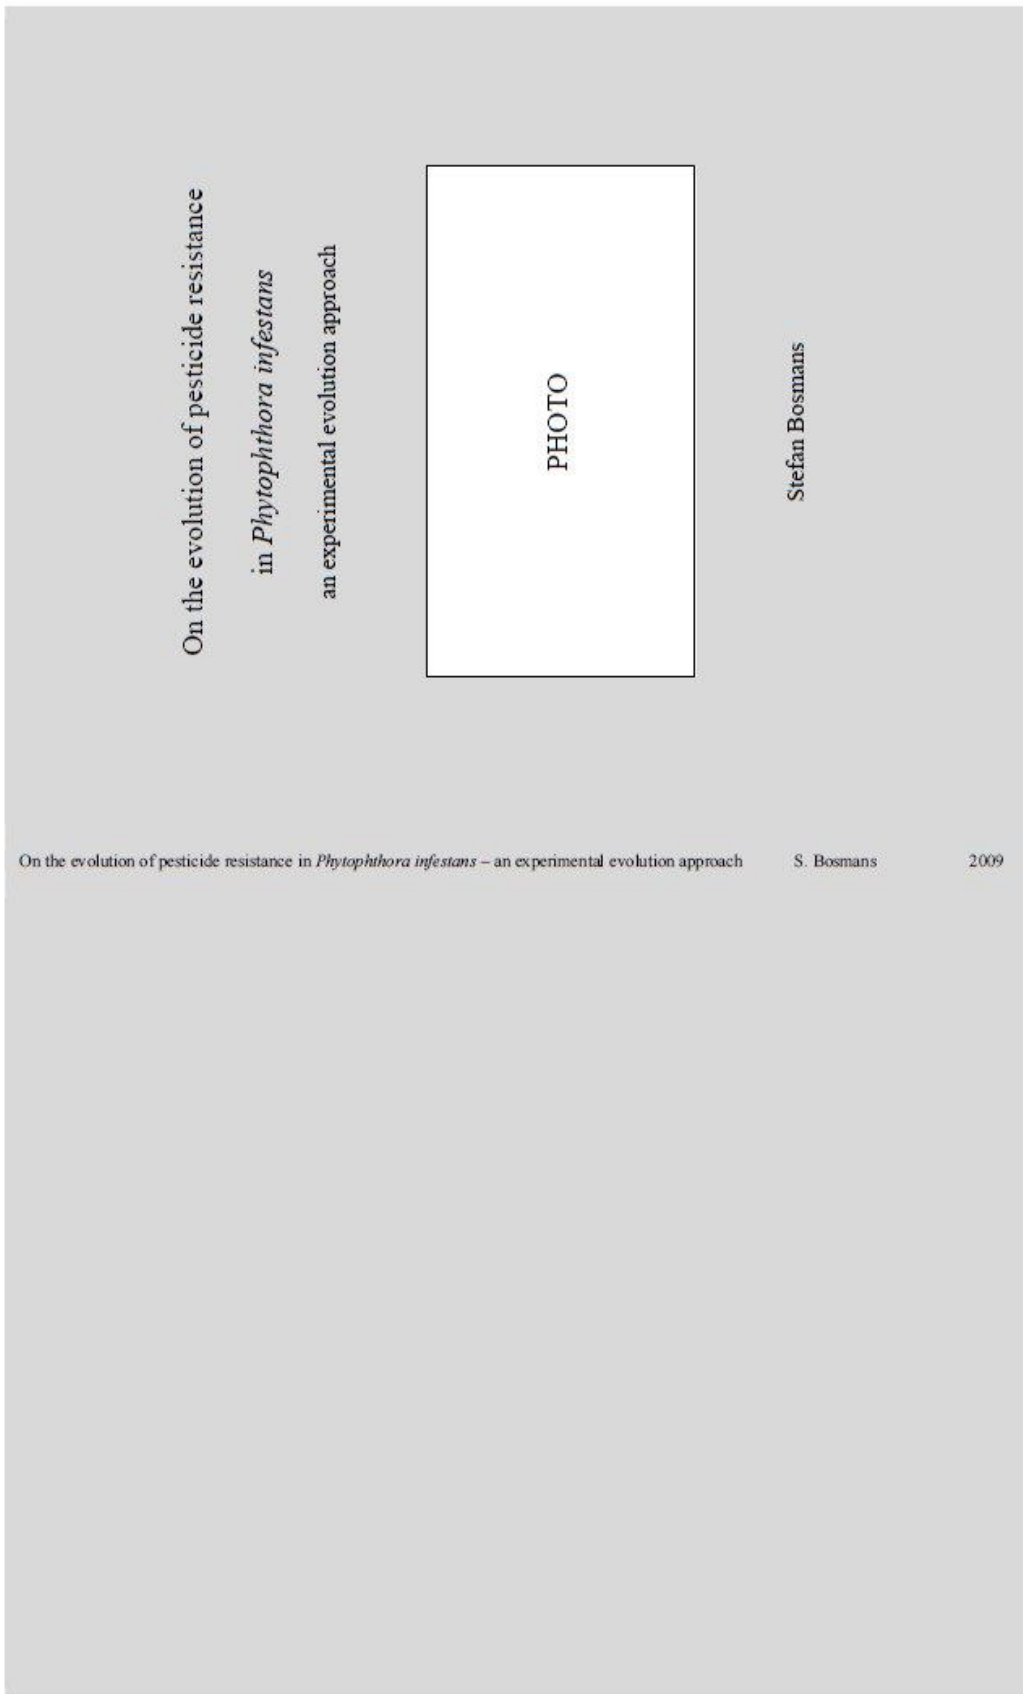 On the evolution of pesticide resistance
in Phytophthora infestans
an experimental evolution approach
PHOTO
Stefan Bosmans
On the evolution of pesticide resistance in Phytophthora infestans – an experimental evolution approach S. Bosmans 2009